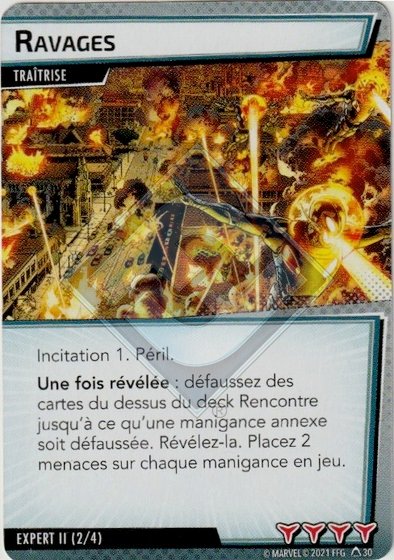 Ravages
TRAÎTRISE
Incitation 1. Péril.
Une fois révélée : défaussez des
cartes du dessus du deck Rencontre
jusqu'à ce qu'une manigance annexe
soit défaussée. Révélez-la. Placez 2
menaces sur chaque manigance en jeu.
®
EXPERT II (2/4)
© MARVEL © 2021 FFG 30